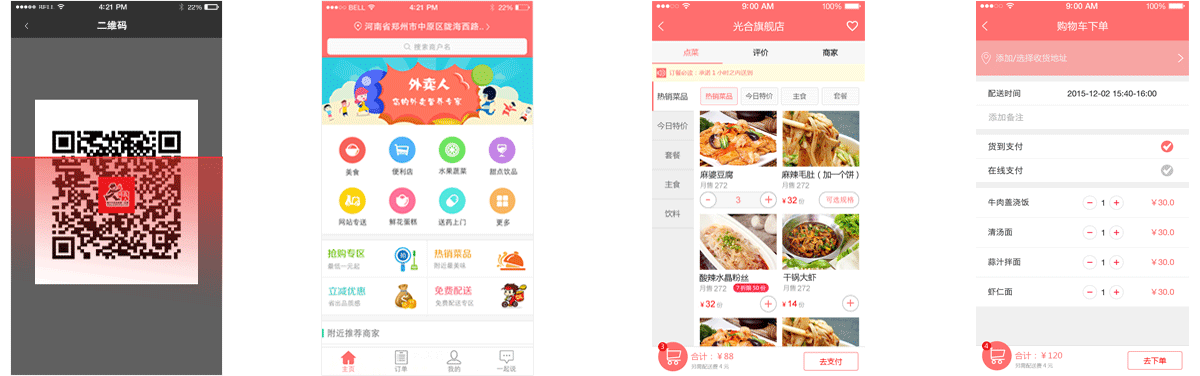 BELL 4:21 PM 22%
二维码
BELL 4:21 PM 22%
河南省郑州市中原区陇海西路..
搜索商户名
外卖人
您的外卖营养专家
美食
便利店
水果蔬菜
甜点饮品
网站专送
鲜花蛋糕
送药上门
更多
抢购专区
最低一元起
热销菜品
附近最美味
立减优惠
省出品质感
免费配送
免费配送专区
附近推荐商家
主页
订单
我的
一起说
9:00 AM 100%
光合旗舰店
点菜 评价 商家
订餐必读:承诺1小时之内送到
热销菜品
今日特价
套餐
主食
饮料
热销菜品 今日特价 主食 套餐
麻婆豆腐
月售 272
- 3 +
麻辣毛肚(加一个饼)
月售 272
¥32份
可选规格
酸辣水晶粉丝
月售 272
¥32份
干锅大虾
月售 272
¥14份
3
合计:¥88
另需配送费 4 元
去支付
9:00 AM 100%
购物车下单
添加/选择收货地址
配送时间 2015-12-02 15:40-16:00
添加备注
货到支付
在线支付
牛肉盖浇饭 - 1 + ¥30.0
清汤面 - 1 + ¥30.0
蒜汁拌面 - 1 + ¥30.0
虾仁面 - 1 + ¥30.0
4
合计:¥120
另需配送费 4 元
去下单